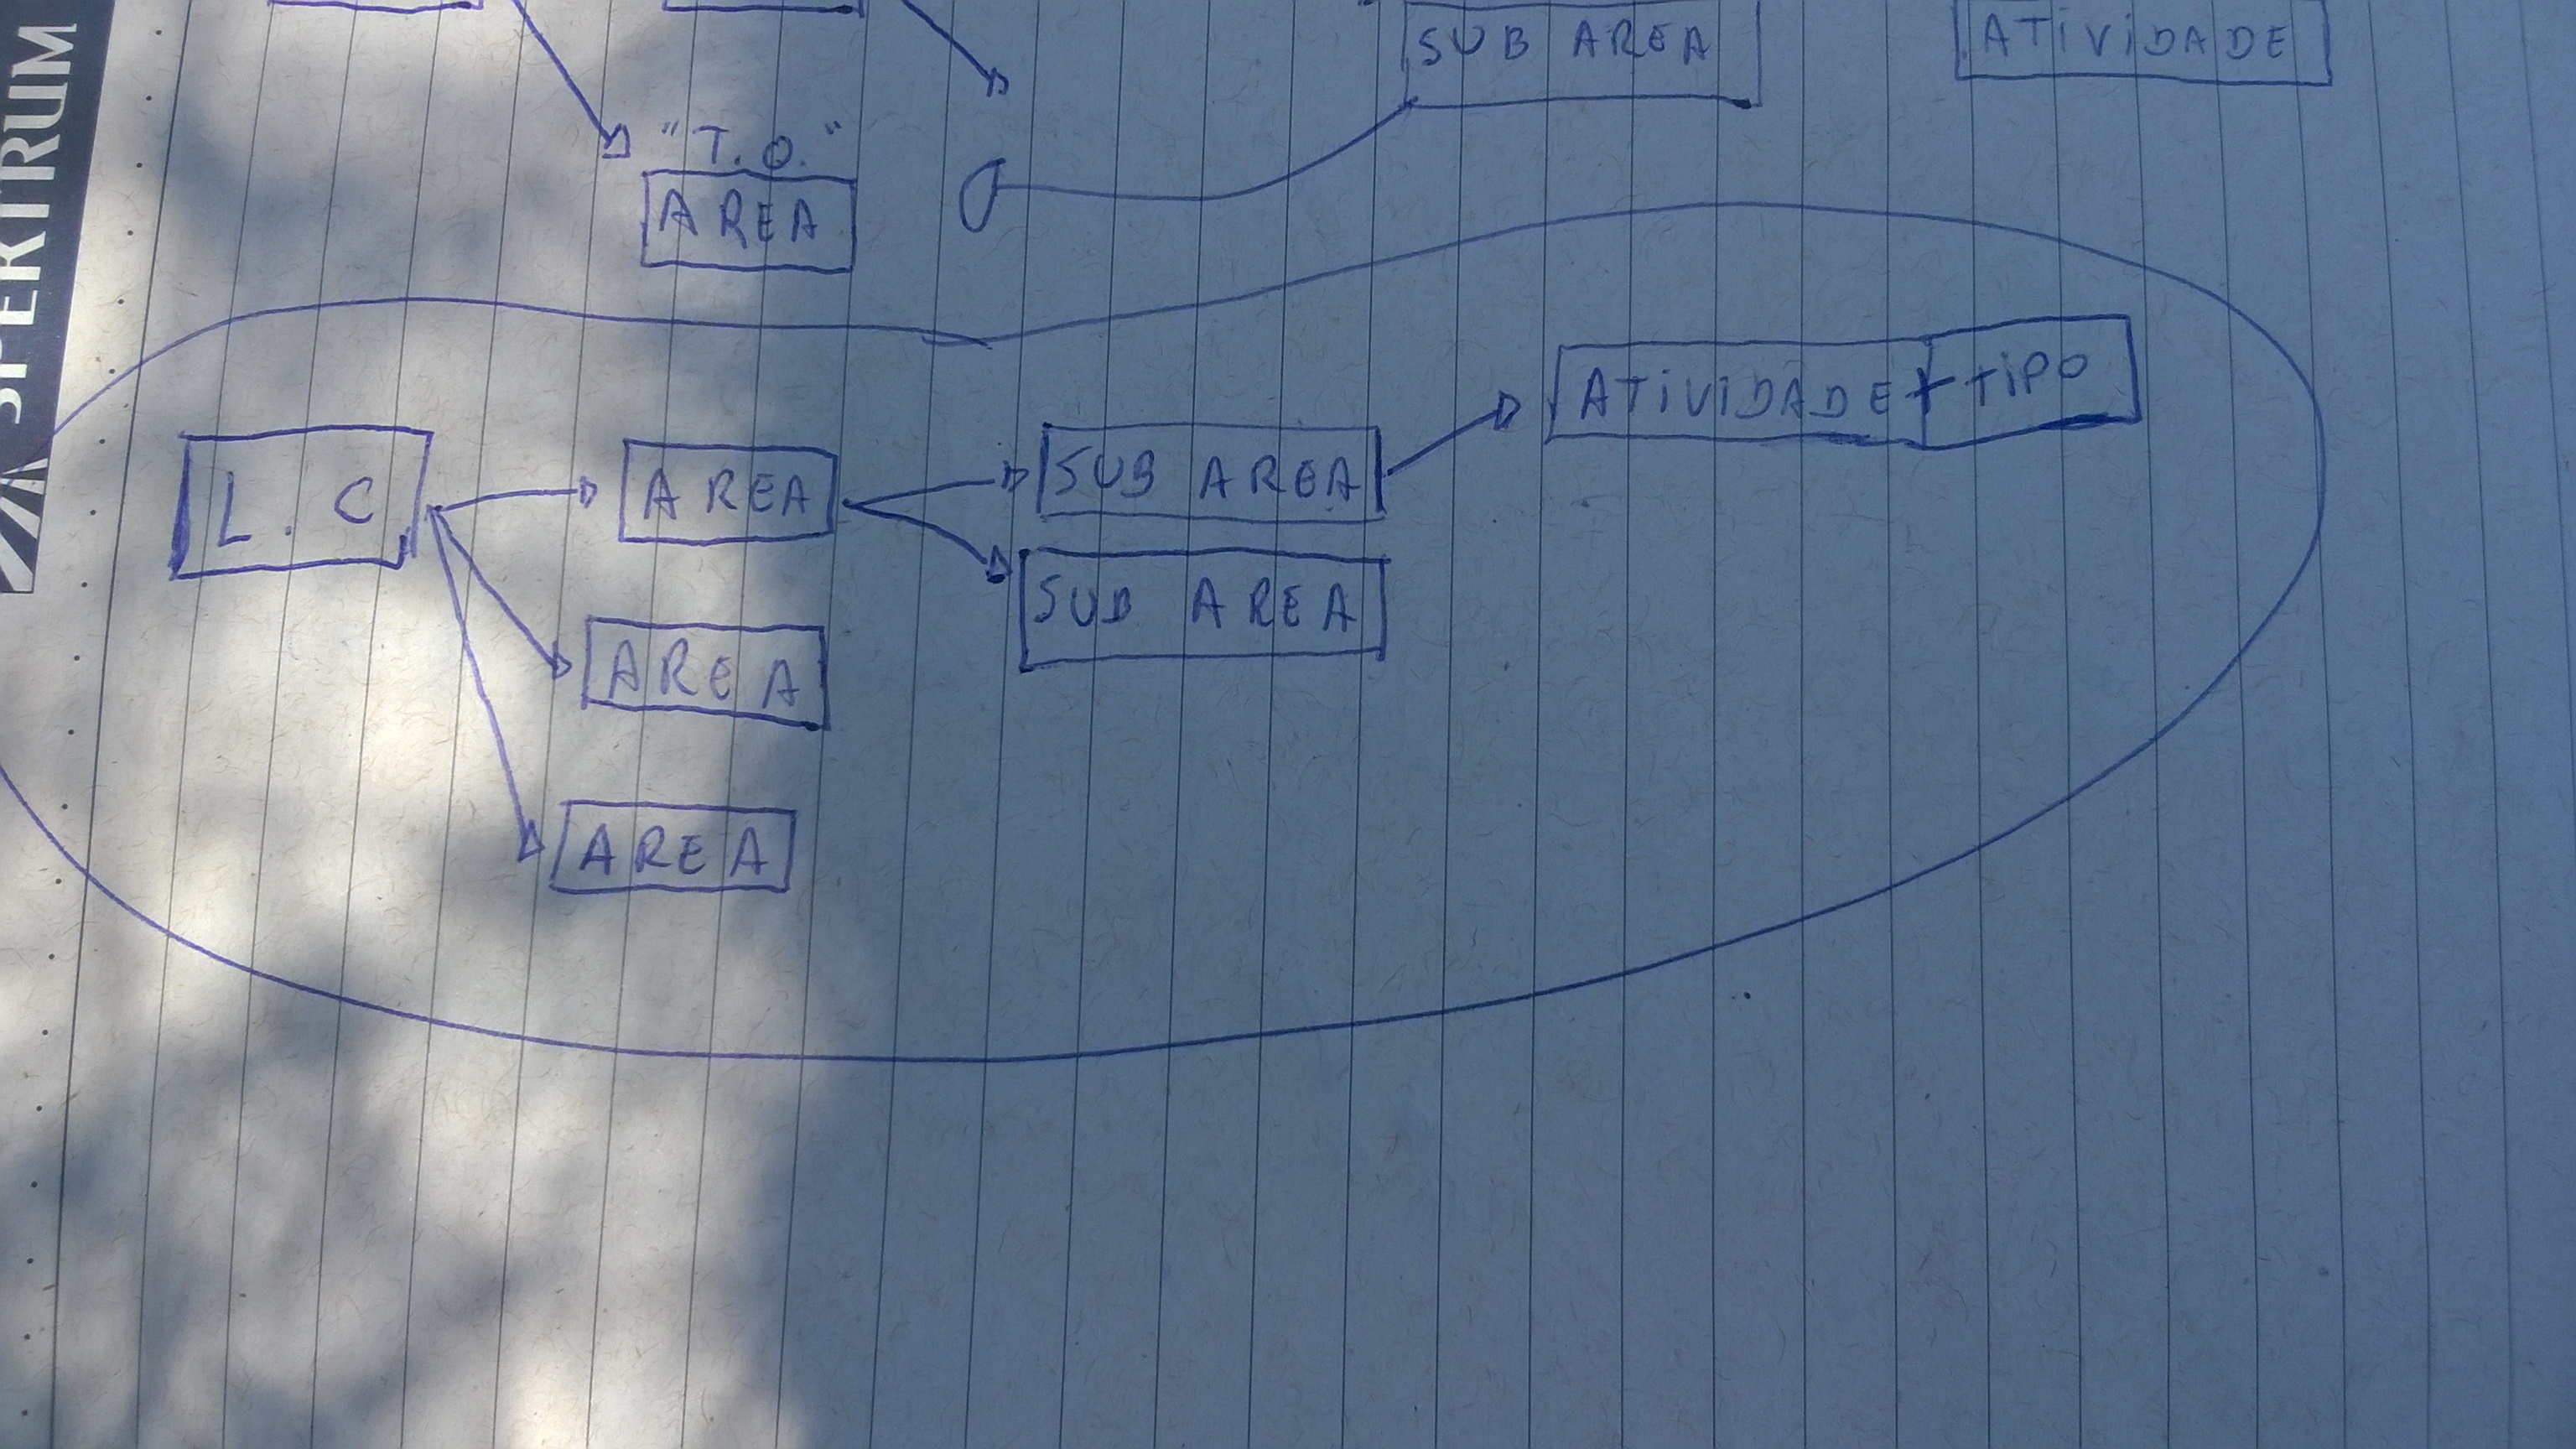 SPEKTRUM
SUB AREA
ATIVIDADE
"T.O."
AREA
ATIVIDADE + TIPO
L.C
AREA
SUB AREA
SUB AREA
AREA
AREA